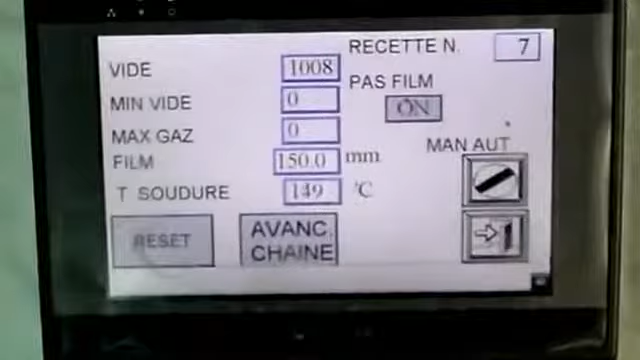 RECETTE N. 7
VIDE 1008
PAS FILM
MIN VIDE 0
ON
MAX GAZ 0
MAN AUT
FILM 150.0 mm
T SOUDURE 149 °C
RESET
AVANC.
CHAINE